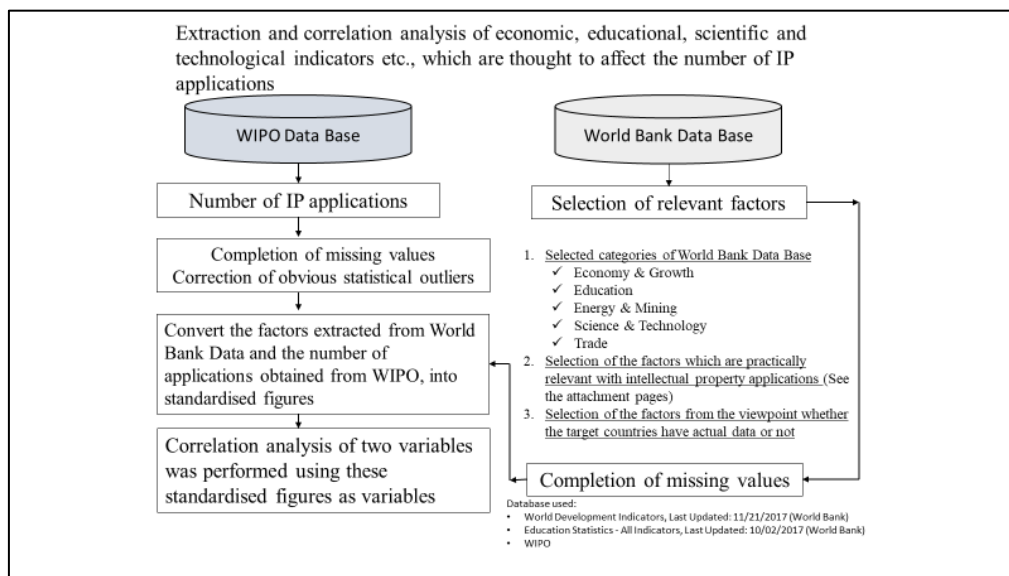 Extraction and correlation analysis of economic, educational, scientific and
technological indicators etc., which are thought to affect the number of IP
applications
WIPO Data Base
Number of IP applications
Completion of missing values
Correction of obvious statistical outliers
Convert the factors extracted from World
Bank Data and the number of
applications obtained from WIPO, into
standardised figures
Correlation analysis of two variables
was performed using these
standardised figures as variables
World Bank Data Base
Selection of relevant factors
1. Selected categories of World Bank Data Base
✓ Economy & Growth
✓ Education
✓ Energy & Mining
✓ Science & Technology
✓ Trade
2. Selection of the factors which are practically
relevant with intellectual property applications (See
the attachment pages)
3. Selection of the factors from the viewpoint whether
the target countries have actual data or not
Completion of missing values
Database used:
• World Development Indicators, Last Updated: 11/21/2017 (World Bank)
• Education Statistics - All Indicators, Last Updated: 10/02/2017 (World Bank)
• WIPO